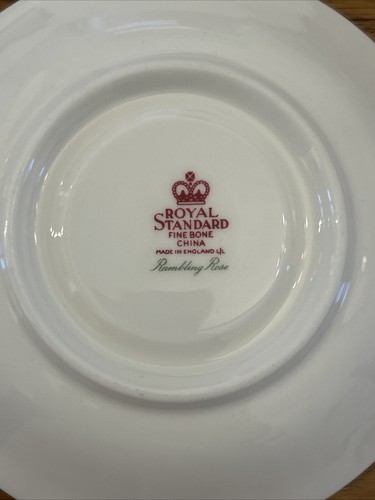 ROYAL
STANDARD
FINE BONE
CHINA
MADE IN ENGLAND L/L
Rambling Rose